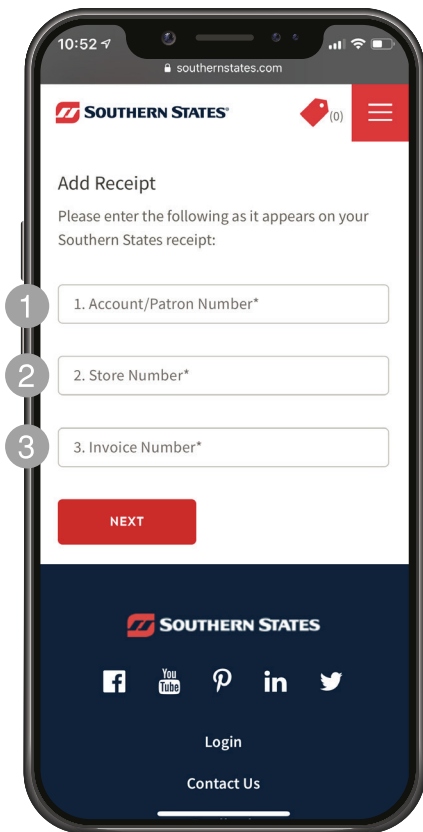 10:52
southernstates.com
SOUTHERN STATES®
(0)
Add Receipt
Please enter the following as it appears on your
Southern States receipt:
1
1. Account/Patron Number*
2
2. Store Number*
3
3. Invoice Number*
NEXT
SOUTHERN STATES
You
Tube
in
Login
Contact Us